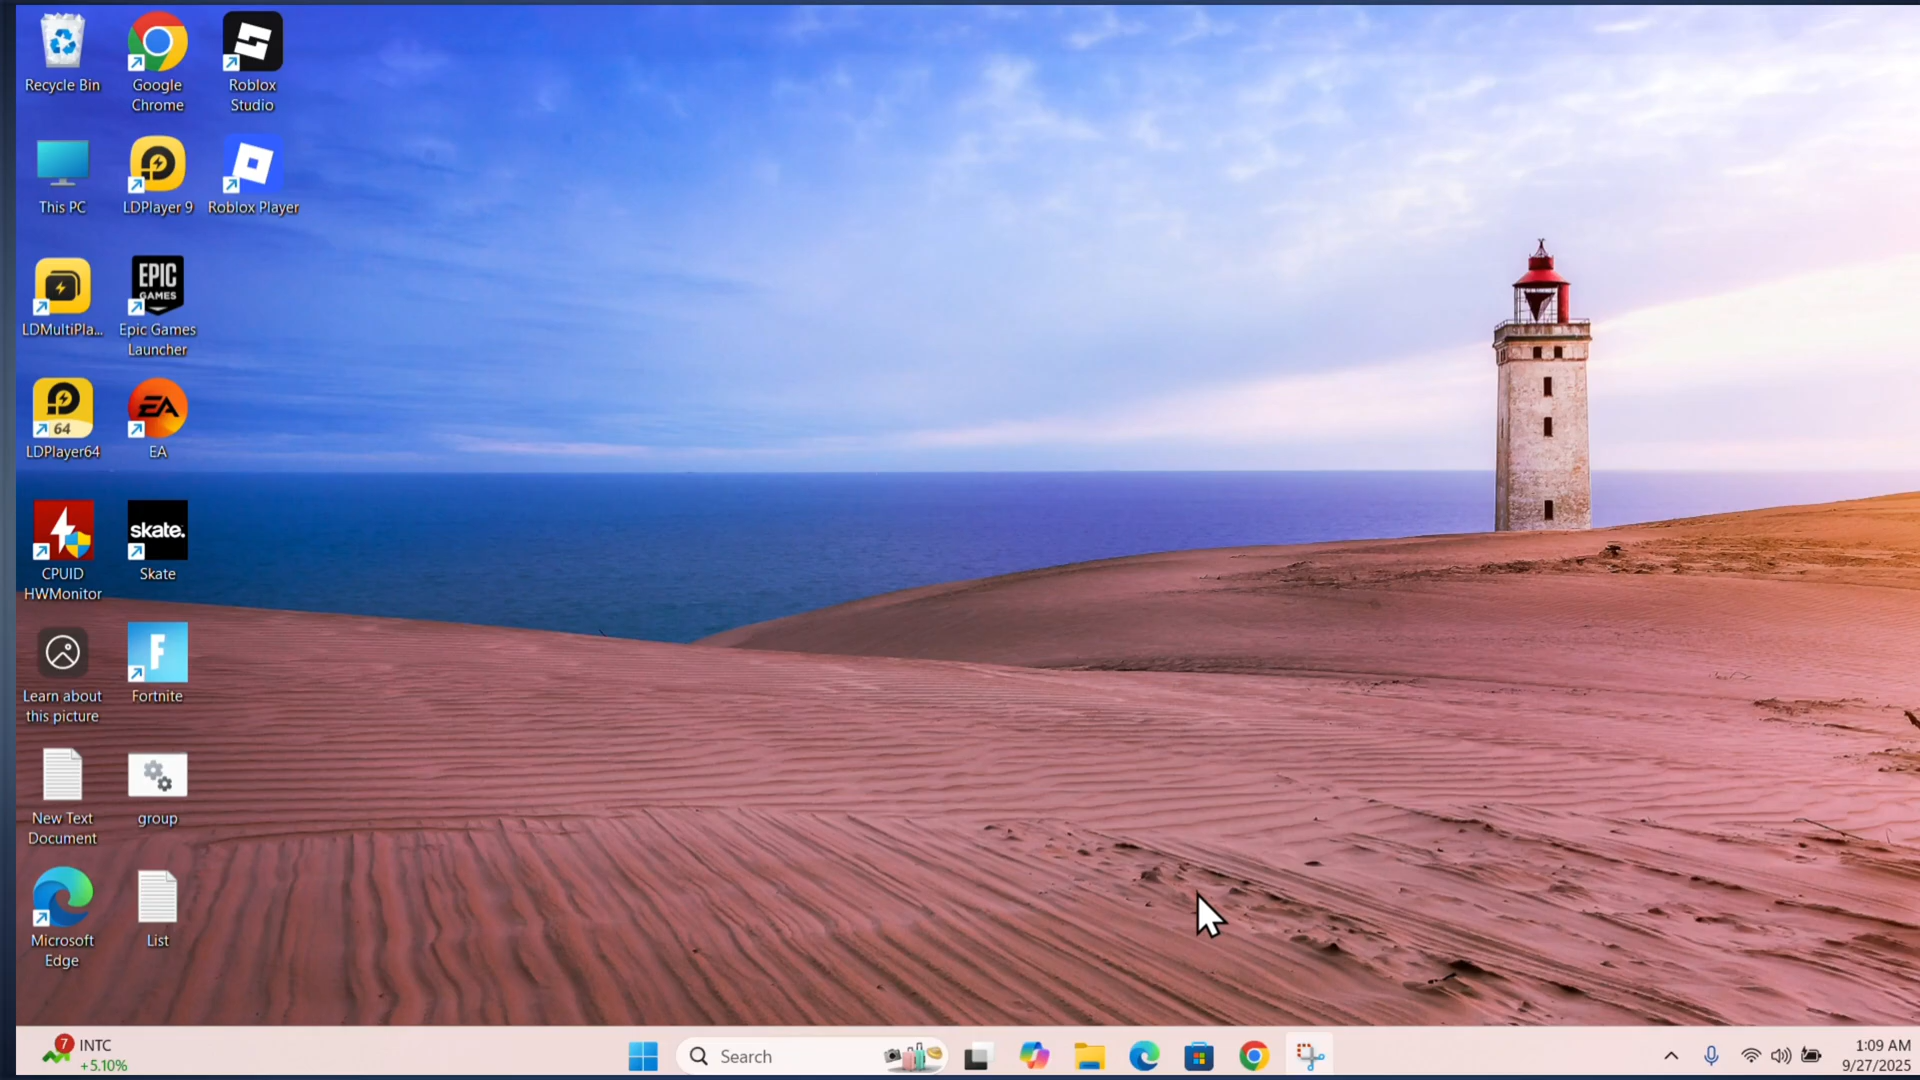 Recycle Bin
Google
Chrome
Roblox
Studio
This PC
LDPlayer 9
Roblox Player
LDMultiPla...
EPIC
GAMES
Epic Games
Launcher
64
LDPlayer64
EA
EA
CPUID
HWMonitor
skate.
Skate
Learn about
this picture
F
Fortnite
New Text
Document
group
Microsoft
Edge
List
7
INTC
+5.10%
Search
1:09 AM
9/27/2025